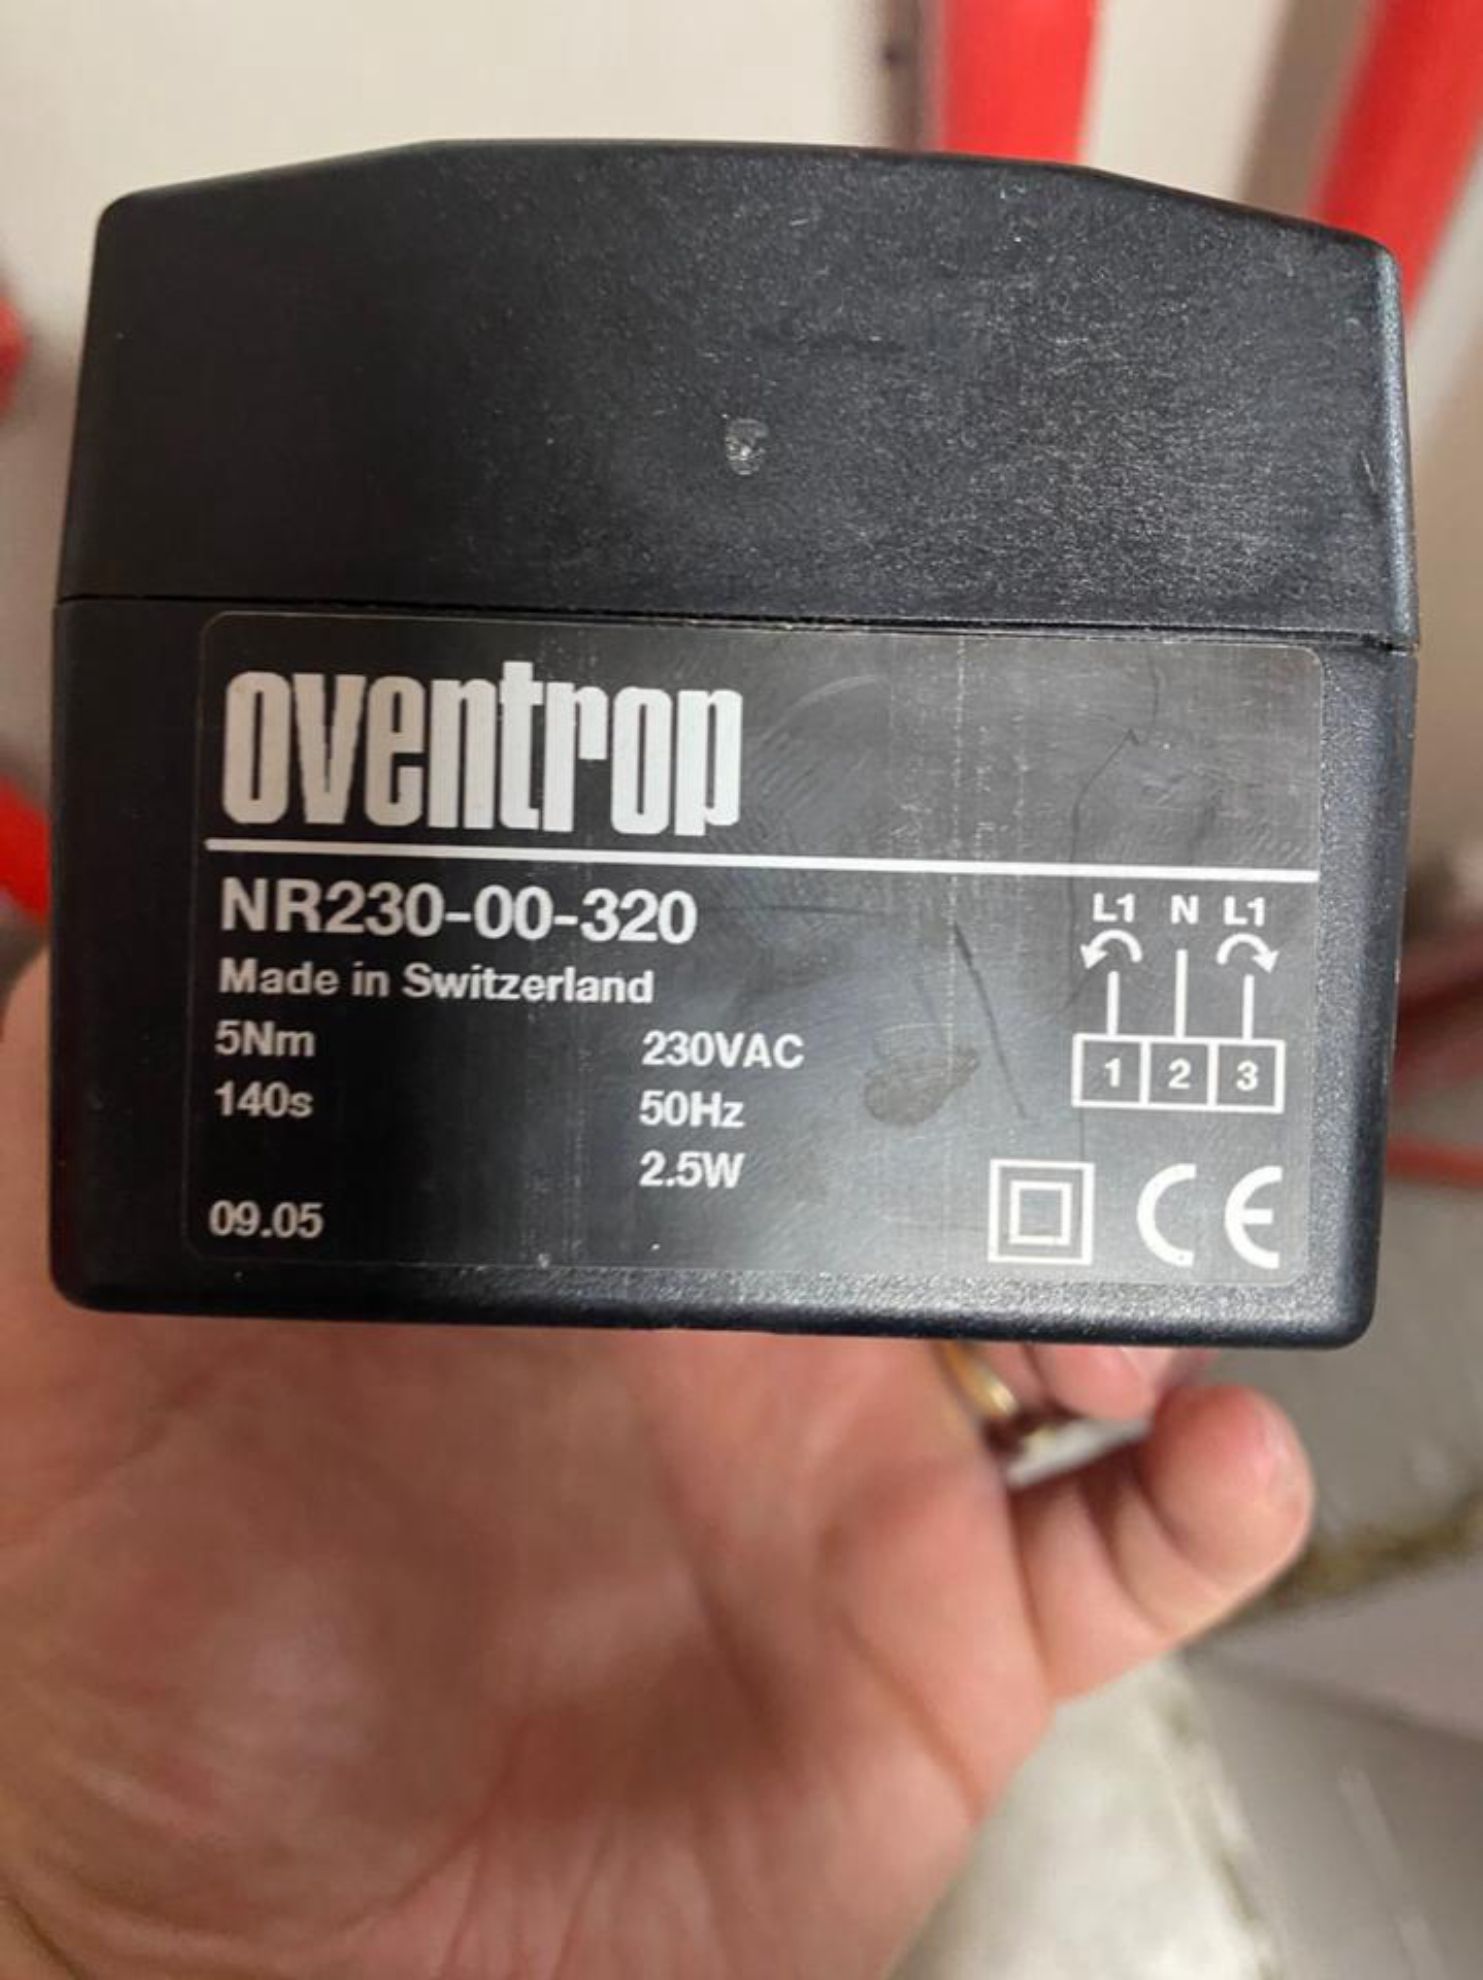 oventrop
NR230-00-320
Made in Switzerland
5Nm 230VAC
140s 50Hz
2.5W
09.05
L1 N L1
1 2 3
CE